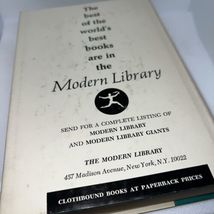 The
best
of the
world's
best
books
are in
the
Modern Library
SEND FOR A COMPLETE LISTING OF
MODERN LIBRARY
AND MODERN LIBRARY GIANTS
THE MODERN LIBRARY
457 Madison Avenue, New York, N.Y. 10022
CLOTHBOUND BOOKS AT PAPERBACK PRICES